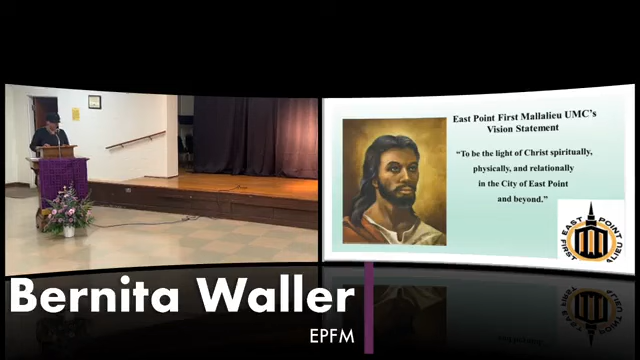 East Point First Mallalieu UMC's
Vision Statement
“To be the light of Christ spiritually,
physically, and relationally
in the City of East Point
and beyond.”
EAST POINT
FIRST MALLALIEU
Bernita Waller
EPFM